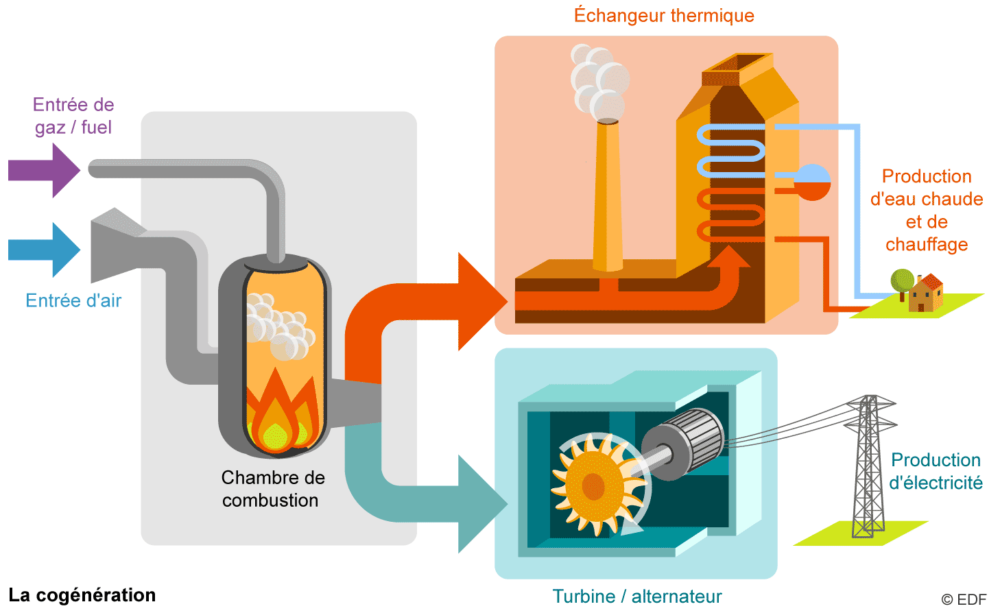 Échangeur thermique
Entrée de
gaz / fuel
Entrée d'air
Production
d'eau chaude
et de
chauffage
Chambre de
combustion
Production
d'électricité
La cogénération
Turbine / alternateur
© EDF